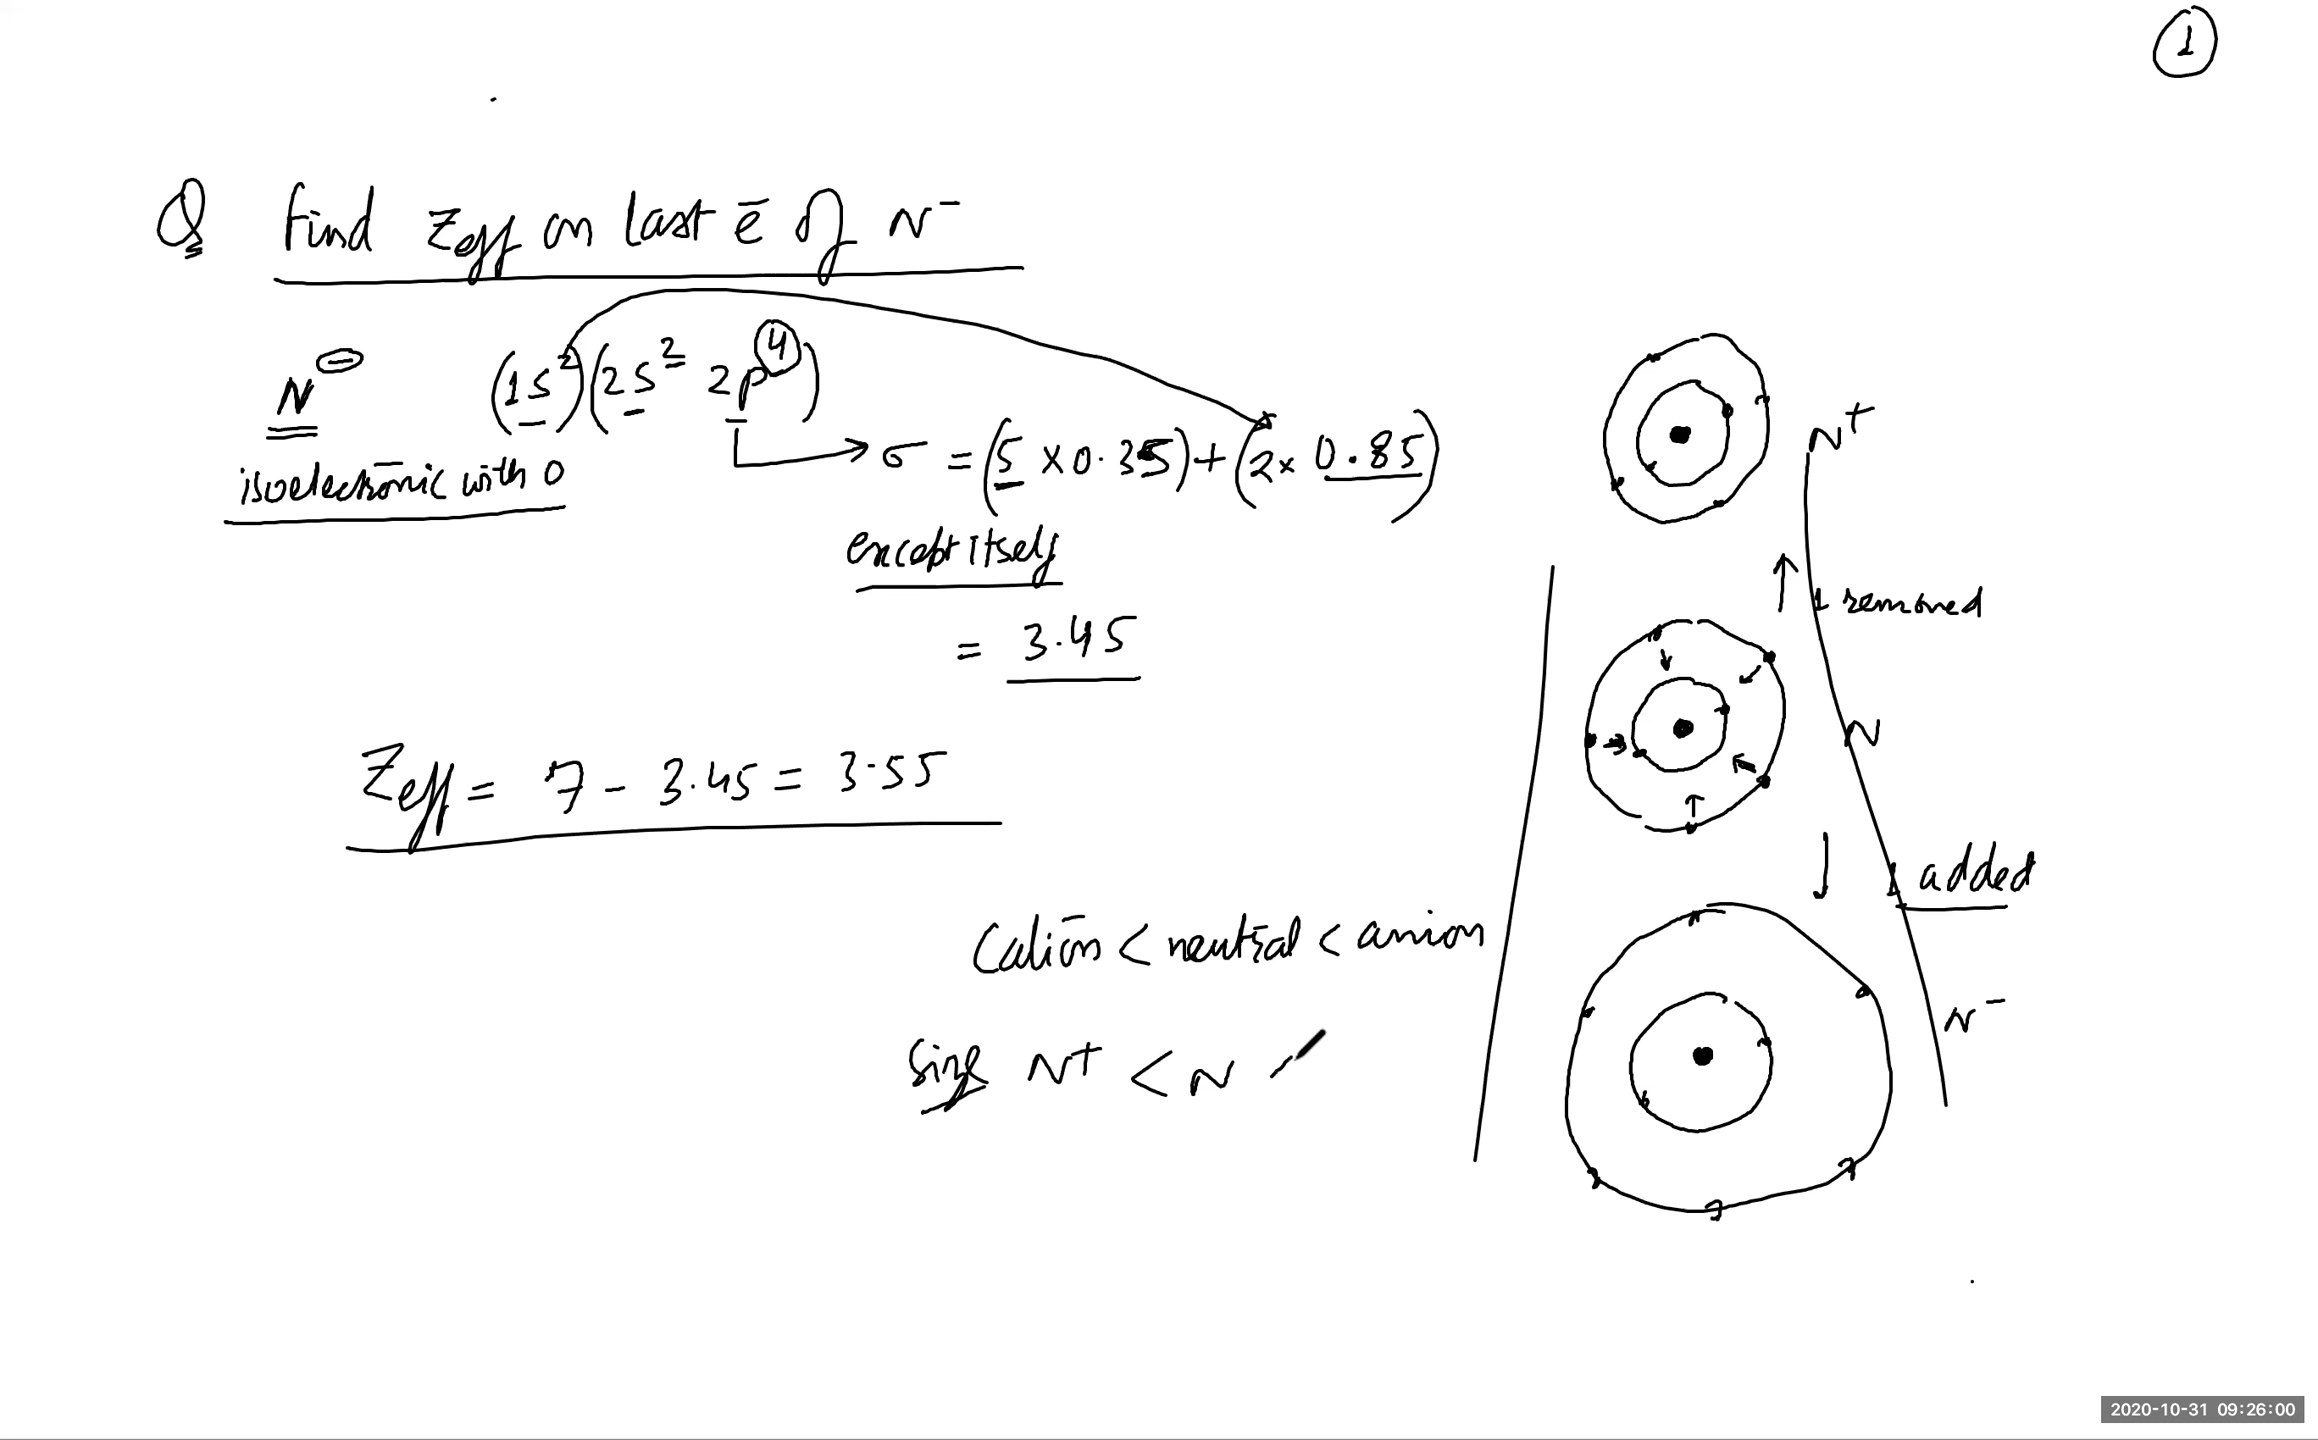 1
Q Find Zeff on last e̅ of N⁻
N⁻ (1s²)(2s² 2p⁴)
isoelectronic with O
σ = (5 × 0.35) + (2 × 0.85)
except itself
= 3.45
Zeff = 7 - 3.45 = 3.55
Cation < neutral < anion
Size N⁺ < N
N⁺
1 removed
N
1 added
N⁻
2020-10-31 09:26:00